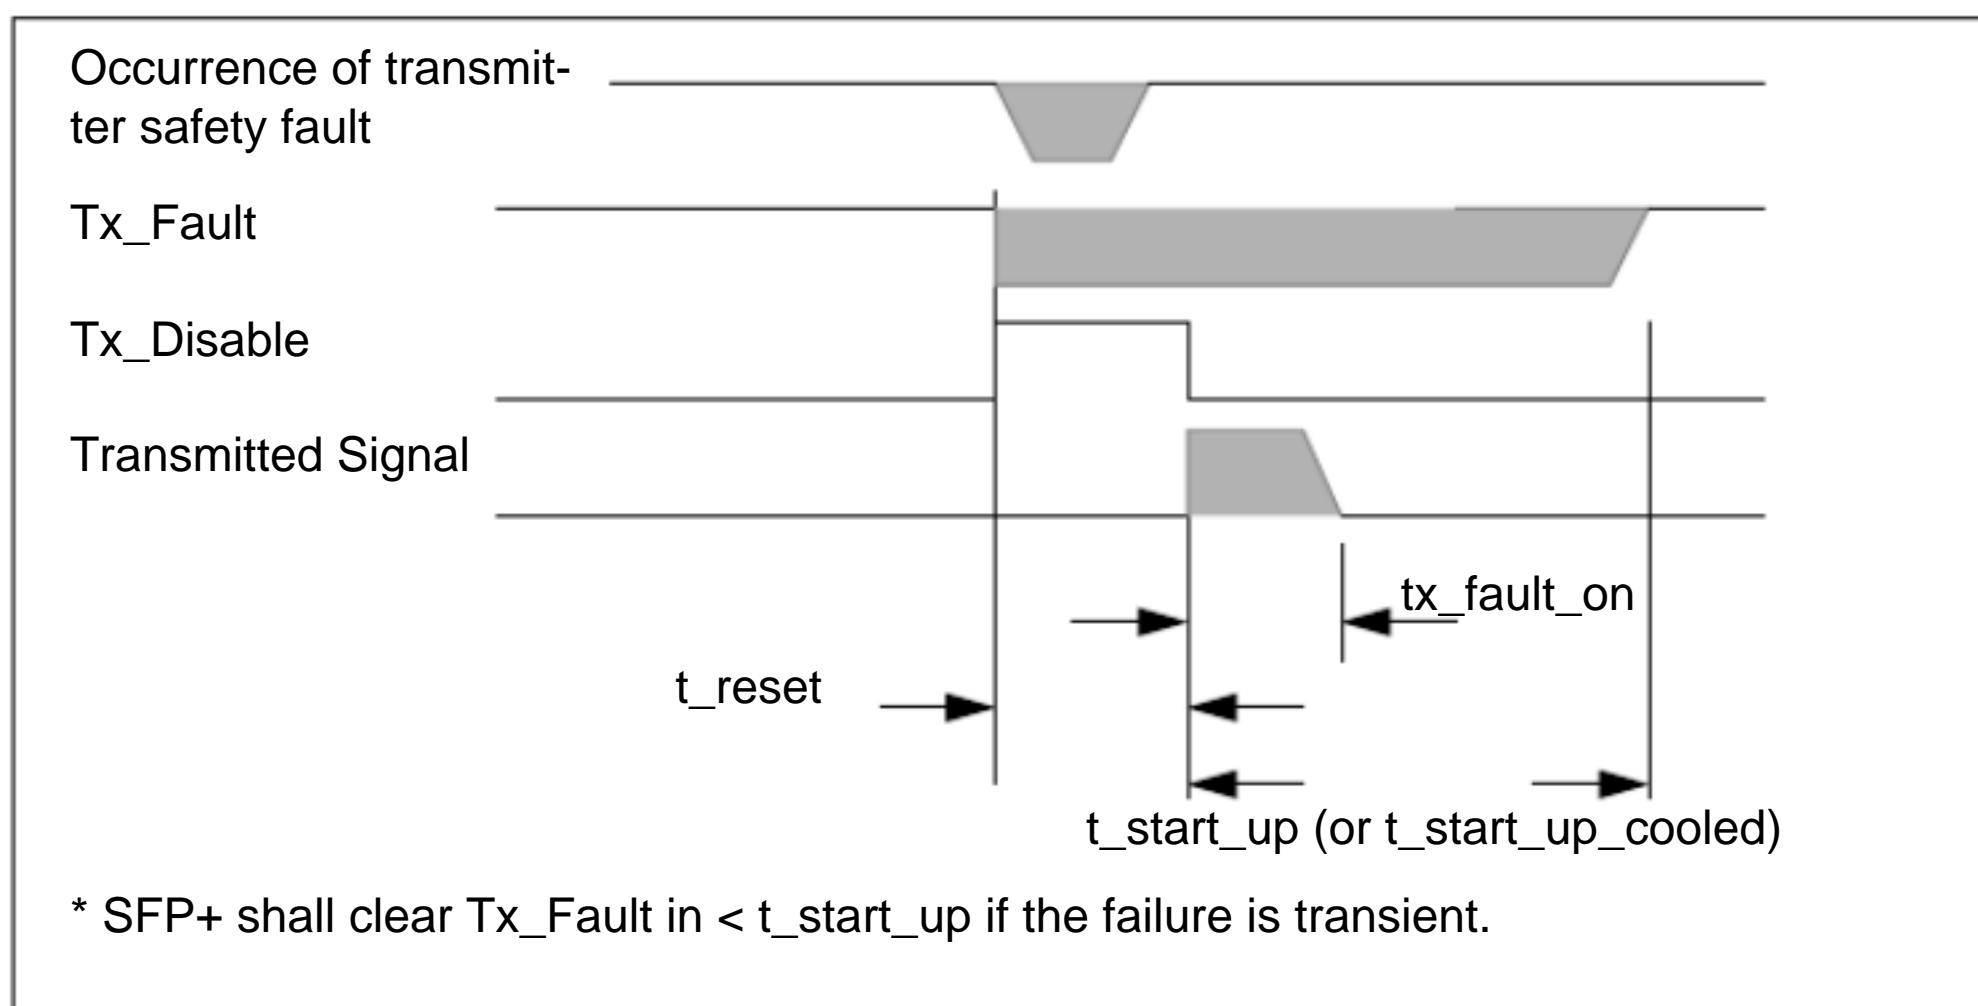 Occurrence of transmit-
ter safety fault
Tx_Fault
Tx_Disable
Transmitted Signal
tx_fault_on
t_reset
t_start_up (or t_start_up_cooled)
* SFP+ shall clear Tx_Fault in < t_start_up if the failure is transient.